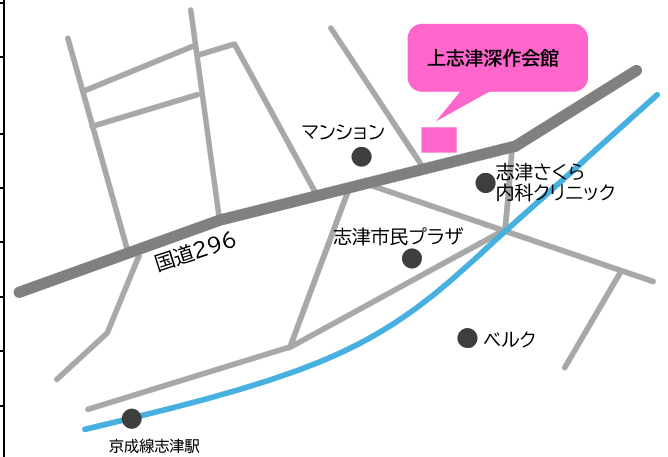 上志津深作会館
マンション
志津さくら
内科クリニック
志津市民プラザ
国道296
ベルク
京成線志津駅